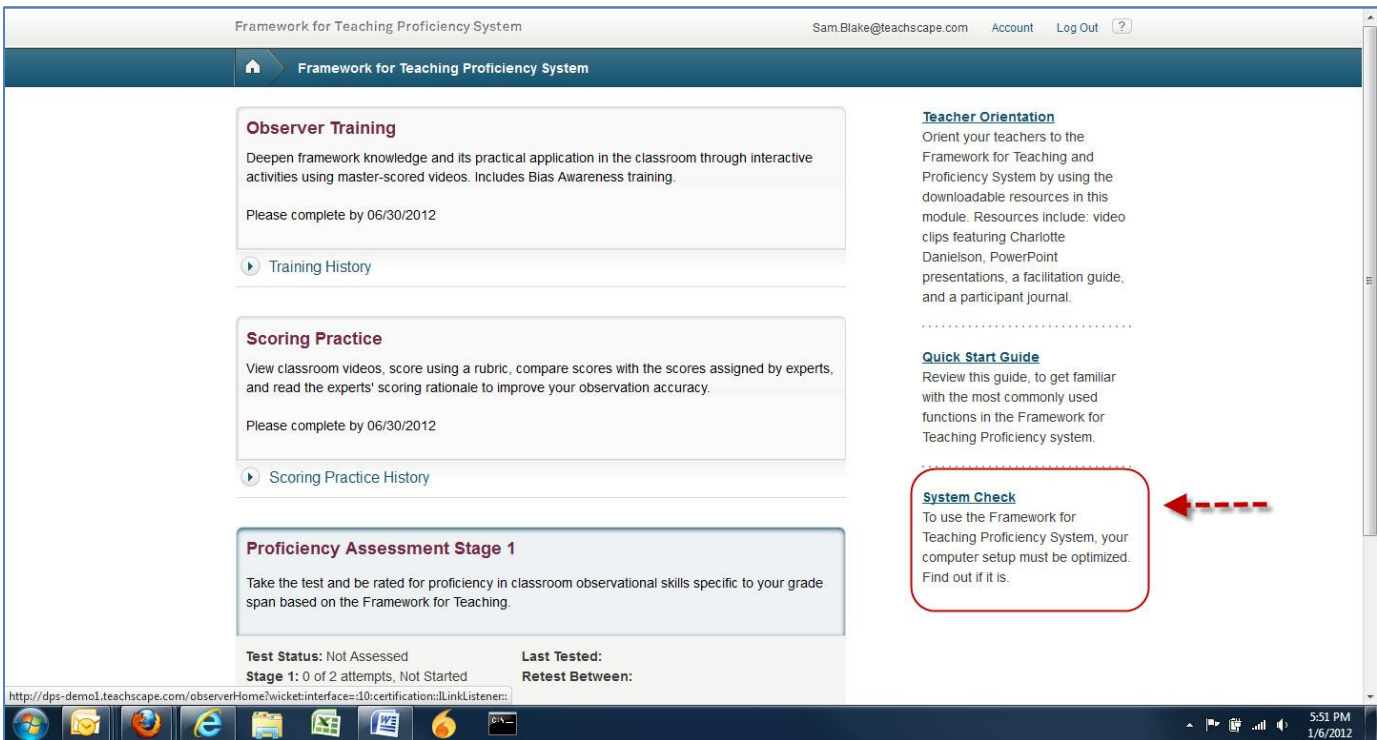 Framework for Teaching Proficiency System
Sam.Blake@teachscape.com Account Log Out ?
Framework for Teaching Proficiency System
Observer Training
Deepen framework knowledge and its practical application in the classroom through interactive
activities using master-scored videos. Includes Bias Awareness training.
Please complete by 06/30/2012
Training History
Scoring Practice
View classroom videos, score using a rubric, compare scores with the scores assigned by experts,
and read the experts' scoring rationale to improve your observation accuracy.
Please complete by 06/30/2012
Scoring Practice History
Proficiency Assessment Stage 1
Take the test and be rated for proficiency in classroom observational skills specific to your grade
span based on the Framework for Teaching.
Test Status: Not Assessed
Last Tested:
Stage 1: 0 of 2 attempts, Not Started
Retest Between:
Teacher Orientation
Orient your teachers to the
Framework for Teaching and
Proficiency System by using the
downloadable resources in this
module. Resources include: video
clips featuring Charlotte
Danielson, PowerPoint
presentations, a facilitation guide,
and a participant journal.
Quick Start Guide
Review this guide, to get familiar
with the most commonly used
functions in the Framework for
Teaching Proficiency system.
System Check
To use the Framework for
Teaching Proficiency System, your
computer setup must be optimized.
Find out if it is.
http://dps-demo1.teachscape.com/observerHome?wicket:interface=:10:certification::ILinkListener::
5:51 PM
1/6/2012